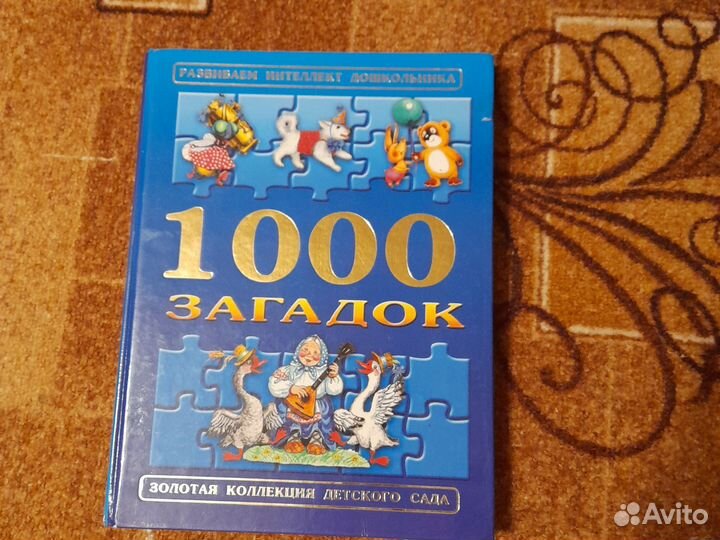 РАЗВИВАЕМ ИНТЕЛЛЕКТ ДОШКОЛЬНИКА
1000
ЗАГАДОК
ЗОЛОТАЯ КОЛЛЕКЦИЯ ДЕТСКОГО САДА
Avito